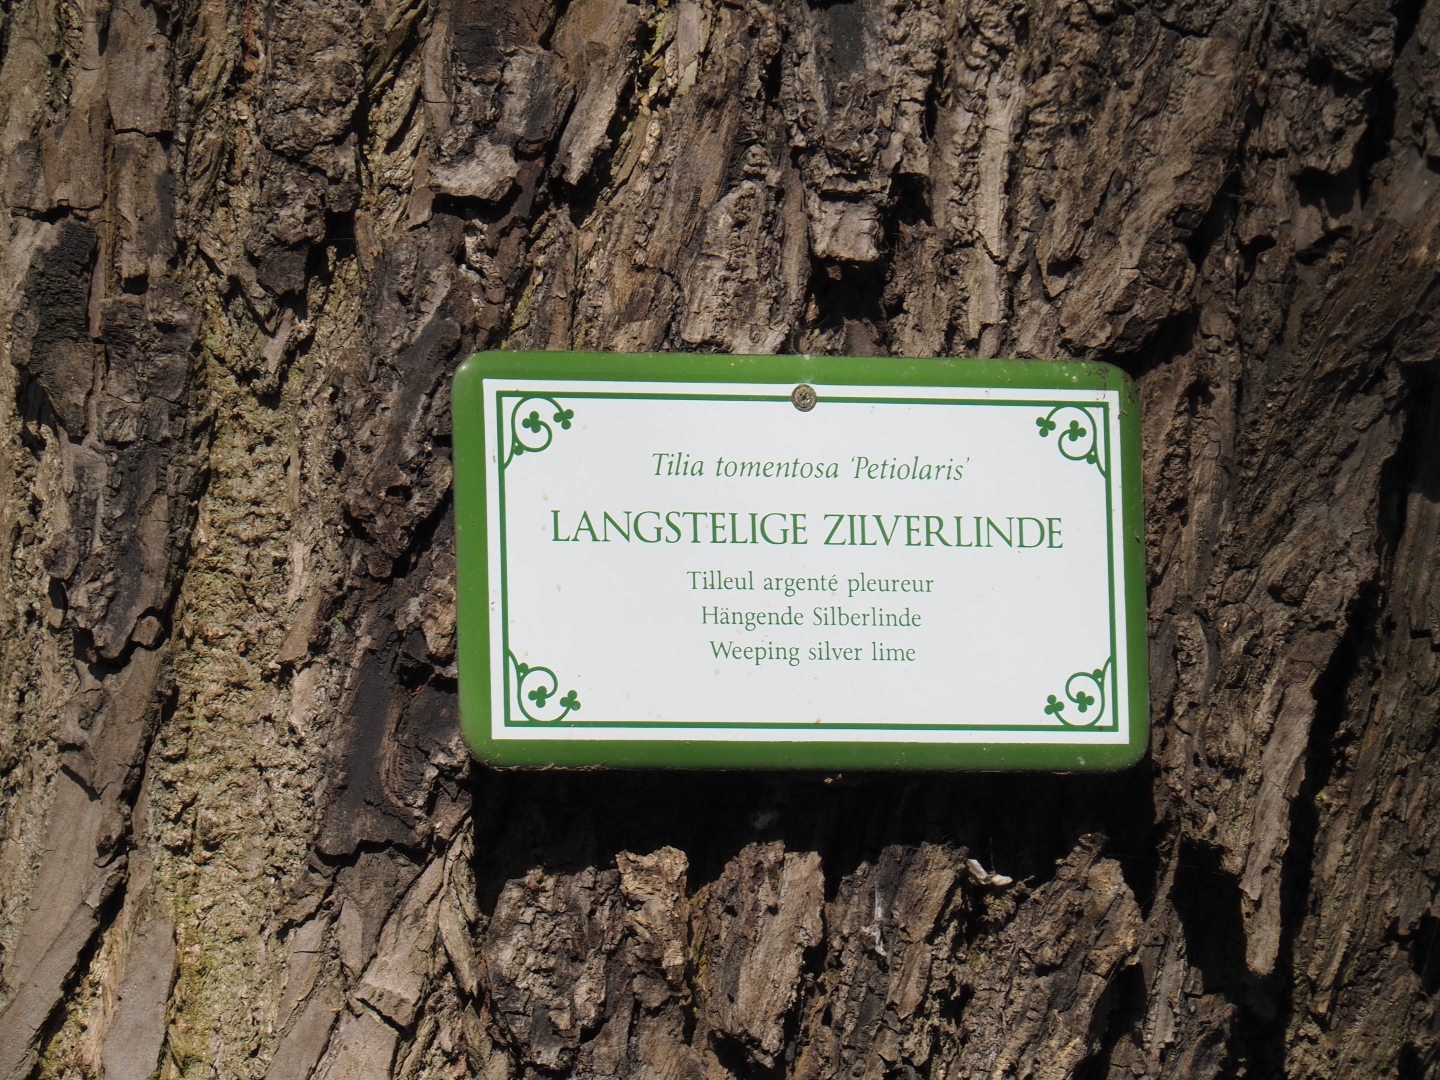 Tilia tomentosa ‘Petiolaris’
LANGSTELIGE ZILVERLINDE
Tilleul argenté pleureur
Hängende Silberlinde
Weeping silver lime